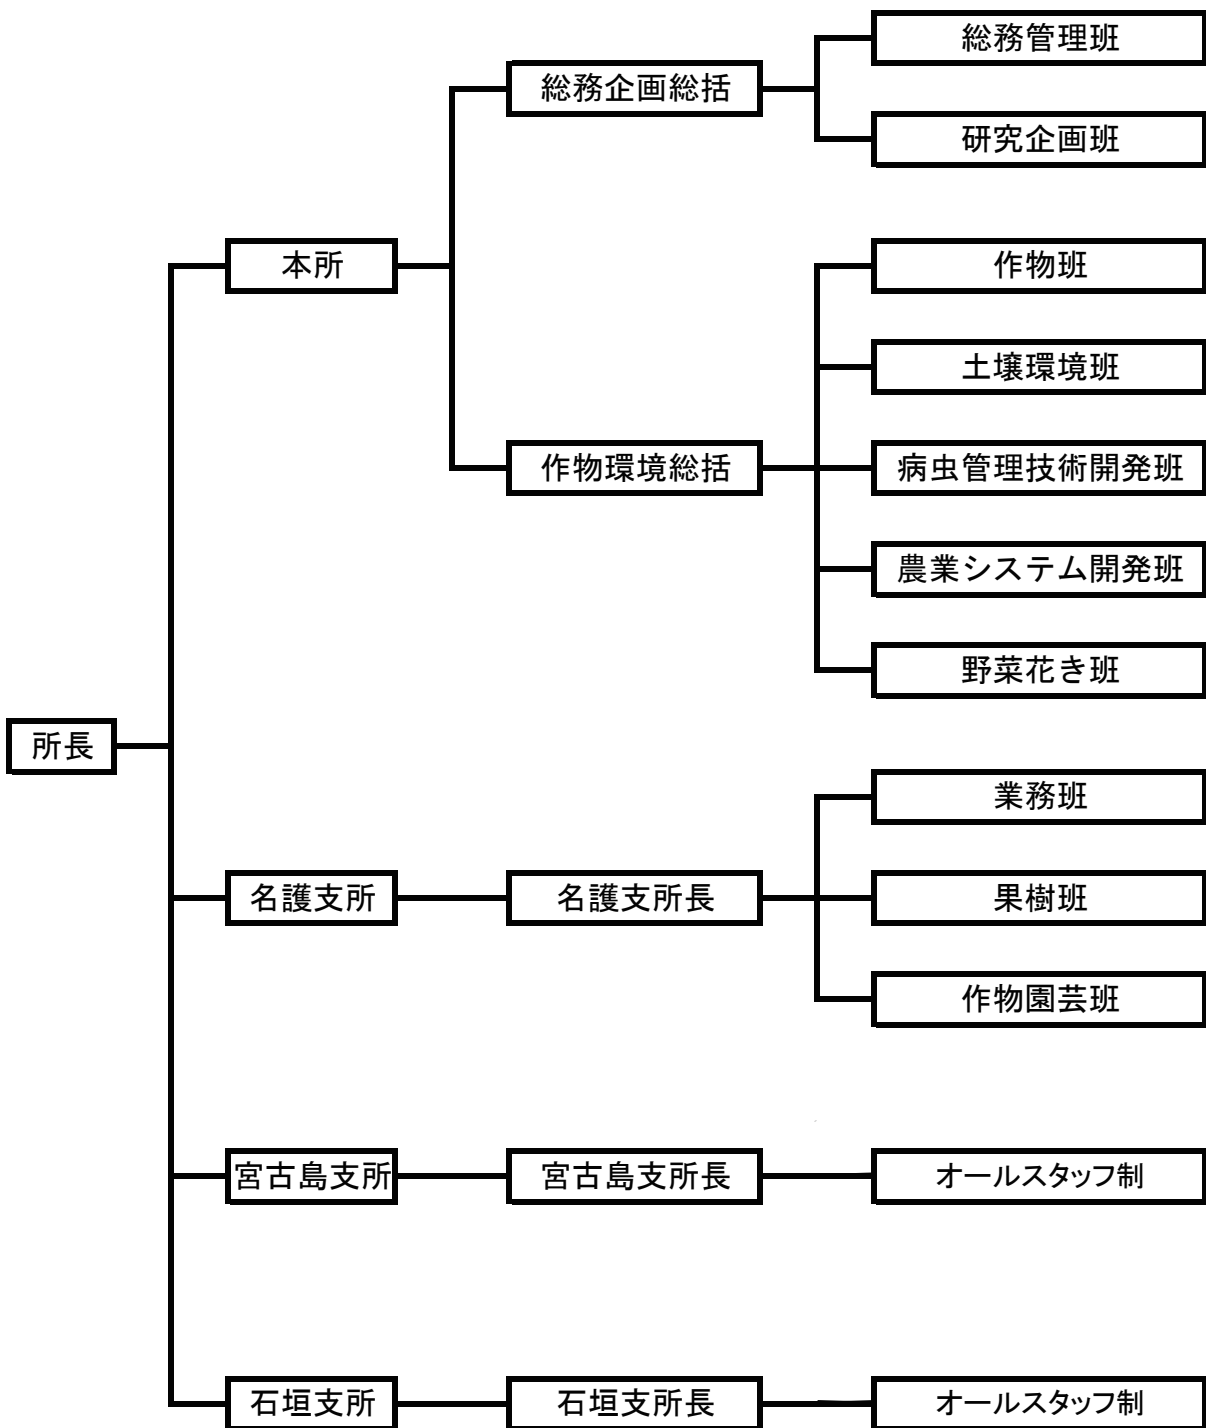 総務管理班
総務企画総括
研究企画班
本所
作物班
土壌環境班
作物環境総括
病虫管理技術開発班
農業システム開発班
野菜花き班
所長
業務班
名護支所
名護支所長
果樹班
作物園芸班
宮古島支所
宮古島支所長
オールスタッフ制
石垣支所
石垣支所長
オールスタッフ制